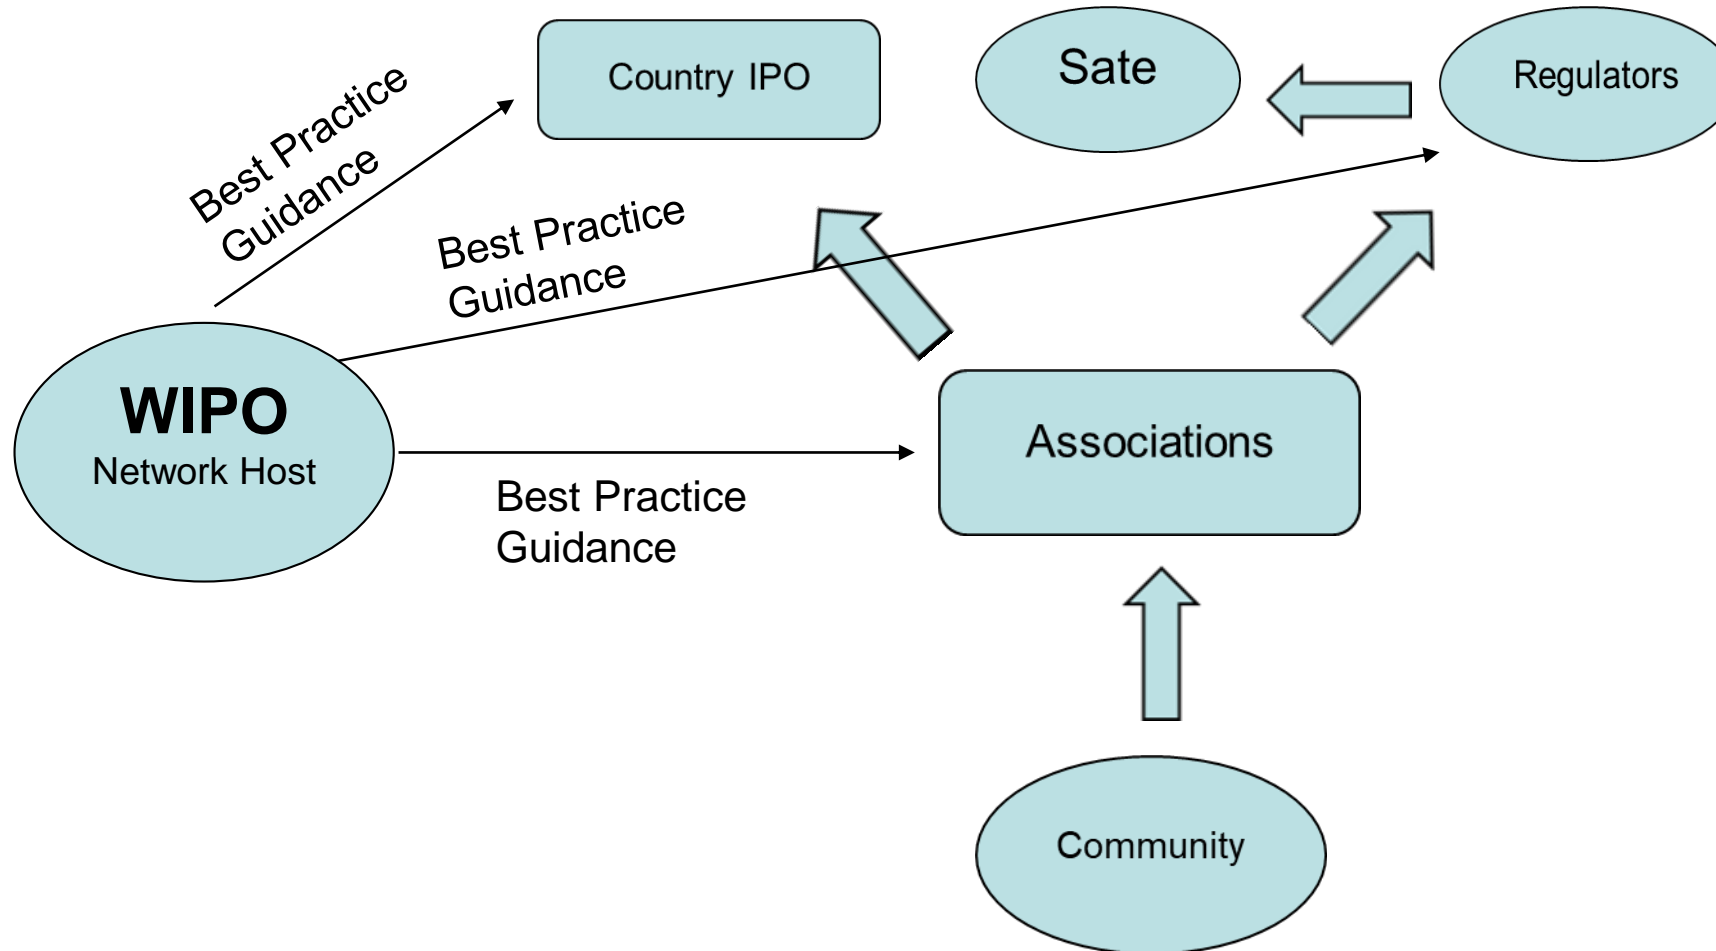 Country IPO
Sate
Regulators
Best Practice
Guidance
Best Practice
Guidance
WIPO
Network Host
Associations
Best Practice
Guidance
Community